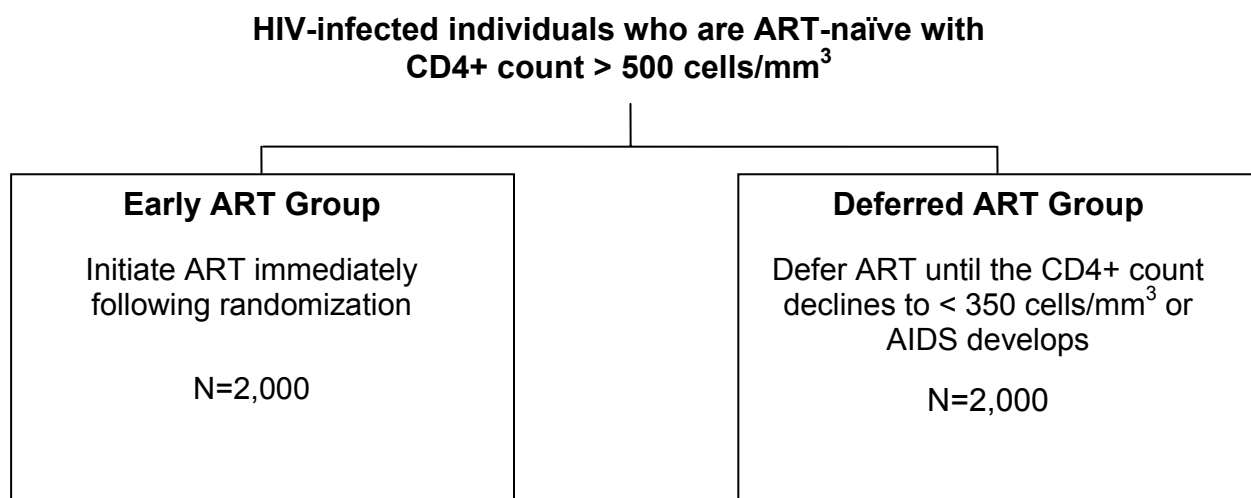 HIV-infected individuals who are ART-naïve with
CD4+ count > 500 cells/mm³
Early ART Group
Initiate ART immediately
following randomization
N=2,000
Deferred ART Group
Defer ART until the CD4+ count
declines to < 350 cells/mm³ or
AIDS develops
N=2,000